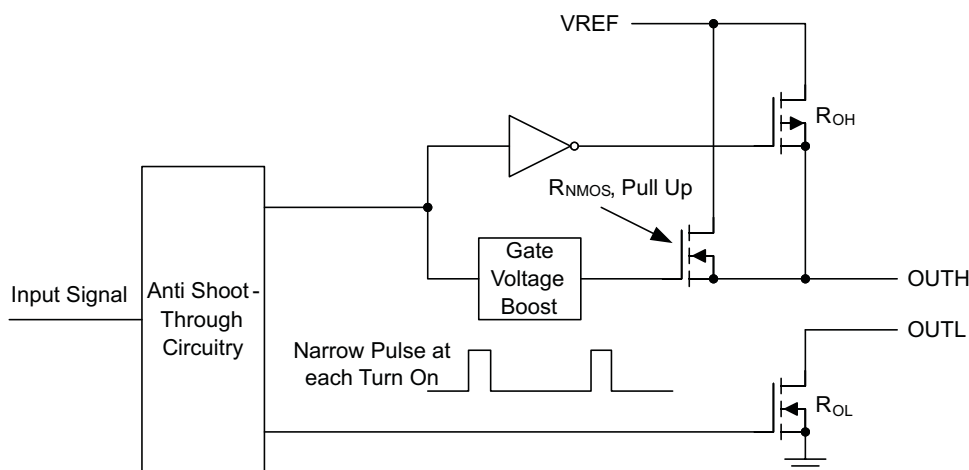 VREF
ROH
RNMOS, Pull Up
Gate
Voltage
Boost
OUTH
Input Signal
Anti Shoot-
Through
Circuitry
OUTL
Narrow Pulse at
each Turn On
ROL